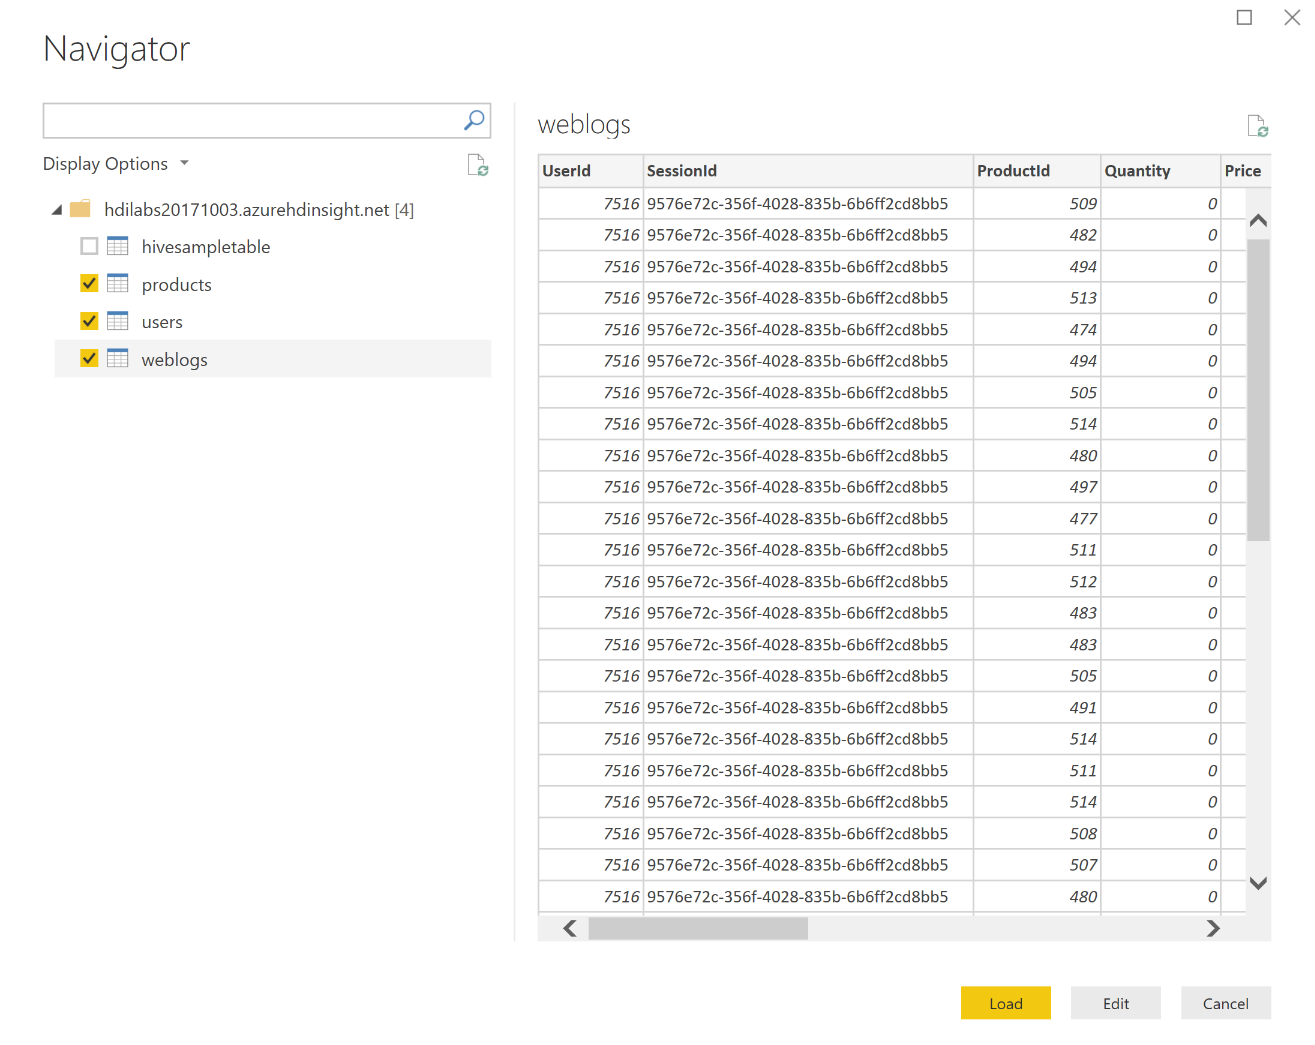 Navigator
Display Options
hdilabs20171003.azurehdinsight.net [4]
hivesampletable
products
users
weblogs
weblogs
UserId SessionId ProductId Quantity Price
7516 9576e72c-356f-4028-835b-6b6ff2cd8bb5 509 0
7516 9576e72c-356f-4028-835b-6b6ff2cd8bb5 482 0
7516 9576e72c-356f-4028-835b-6b6ff2cd8bb5 494 0
7516 9576e72c-356f-4028-835b-6b6ff2cd8bb5 513 0
7516 9576e72c-356f-4028-835b-6b6ff2cd8bb5 474 0
7516 9576e72c-356f-4028-835b-6b6ff2cd8bb5 494 0
7516 9576e72c-356f-4028-835b-6b6ff2cd8bb5 505 0
7516 9576e72c-356f-4028-835b-6b6ff2cd8bb5 514 0
7516 9576e72c-356f-4028-835b-6b6ff2cd8bb5 480 0
7516 9576e72c-356f-4028-835b-6b6ff2cd8bb5 497 0
7516 9576e72c-356f-4028-835b-6b6ff2cd8bb5 477 0
7516 9576e72c-356f-4028-835b-6b6ff2cd8bb5 511 0
7516 9576e72c-356f-4028-835b-6b6ff2cd8bb5 512 0
7516 9576e72c-356f-4028-835b-6b6ff2cd8bb5 483 0
7516 9576e72c-356f-4028-835b-6b6ff2cd8bb5 483 0
7516 9576e72c-356f-4028-835b-6b6ff2cd8bb5 505 0
7516 9576e72c-356f-4028-835b-6b6ff2cd8bb5 491 0
7516 9576e72c-356f-4028-835b-6b6ff2cd8bb5 514 0
7516 9576e72c-356f-4028-835b-6b6ff2cd8bb5 511 0
7516 9576e72c-356f-4028-835b-6b6ff2cd8bb5 514 0
7516 9576e72c-356f-4028-835b-6b6ff2cd8bb5 508 0
7516 9576e72c-356f-4028-835b-6b6ff2cd8bb5 507 0
7516 9576e72c-356f-4028-835b-6b6ff2cd8bb5 480 0
Load Edit Cancel